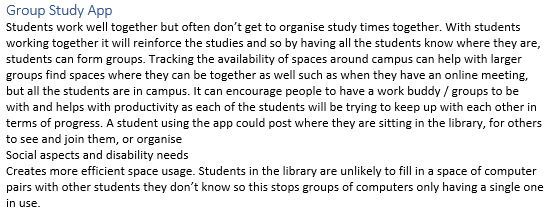 Group Study App
Students work well together but often don't get to organise study times together. With students
working together it will reinforce the studies and so by having all the students know where they are,
students can form groups. Tracking the availability of spaces around campus can help with larger
groups find spaces where they can be together as well such as when they have an online meeting,
but all the students are in campus. It can encourage people to have a work buddy / groups to be
with and helps with productivity as each of the students will be trying to keep up with each other in
terms of progress. A student using the app could post where they are sitting in the library, for others
to see and join them, or organise
Social aspects and disability needs
Creates more efficient space usage. Students in the library are unlikely to fill in a space of computer
pairs with other students they don't know so this stops groups of computers only having a single one
in use.